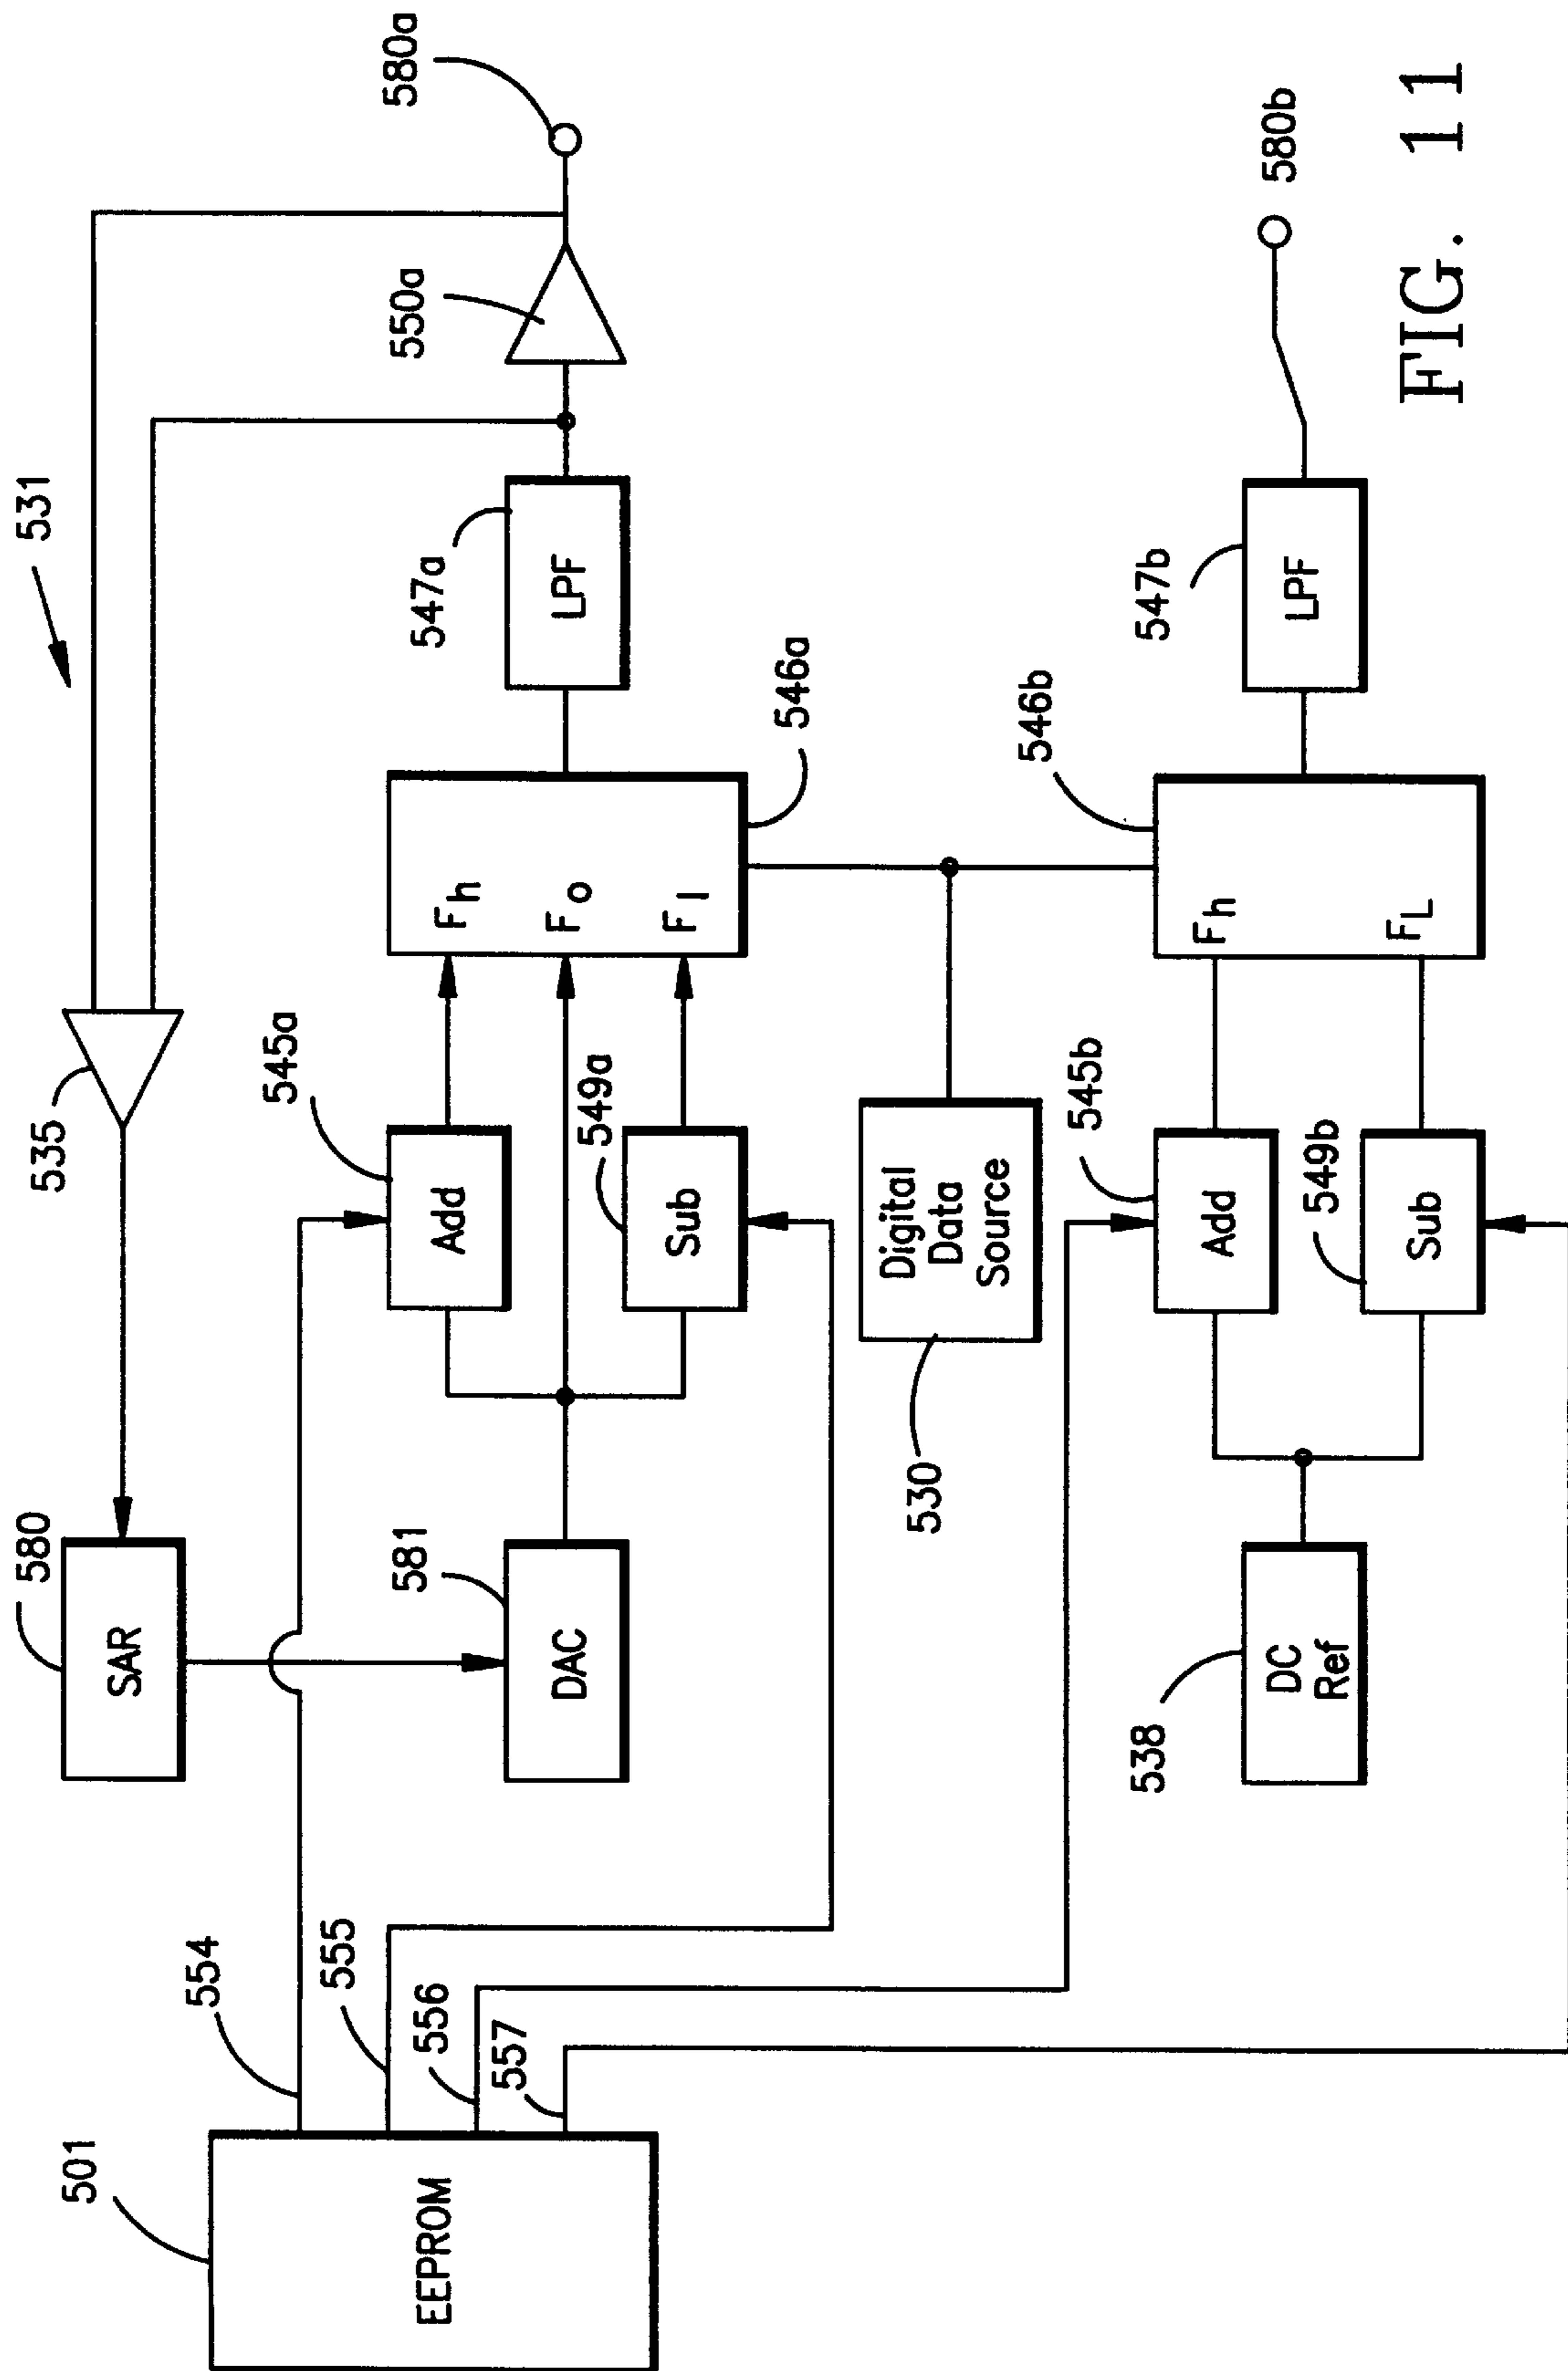 531
535
580
SAR
580a
550a
547a
LPF
546a
Fh
Fo
Fl
545a
Add
549a
Sub
581
DAC
554
555
556
557
501
EEPROM
Digital
Data
Source
530
546b
Fh
FL
547b
LPF
580b
545b
Add
549b
Sub
538
DC
Ref
FIG. 11